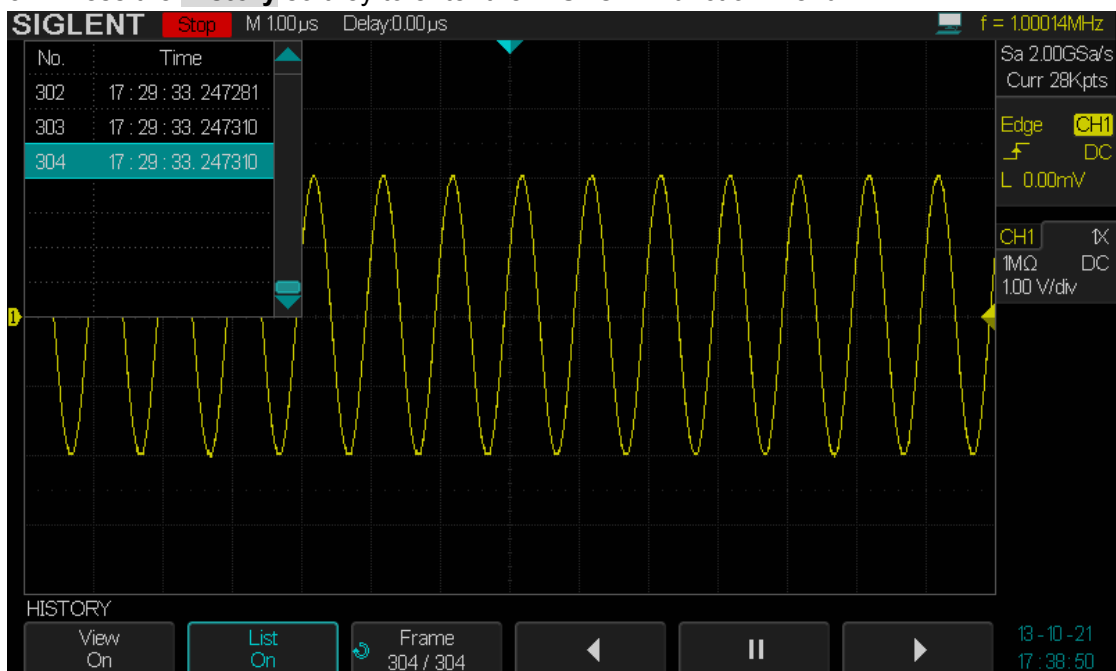 SIGLENT Stop M 1.00µs Delay:0.00µs f = 1.00014MHz
No. Time
302 17 : 29 : 33. 247281
303 17 : 29 : 33. 247310
304 17 : 29 : 33. 247310
Sa 2.00GSa/s
Curr 28Kpts
Edge CH1
DC
L 0.00mV
CH1 1X
1MΩ DC
1.00 V/div
1
HISTORY
View
On
List
On
Frame
304 / 304
13-10-21
17:38:50